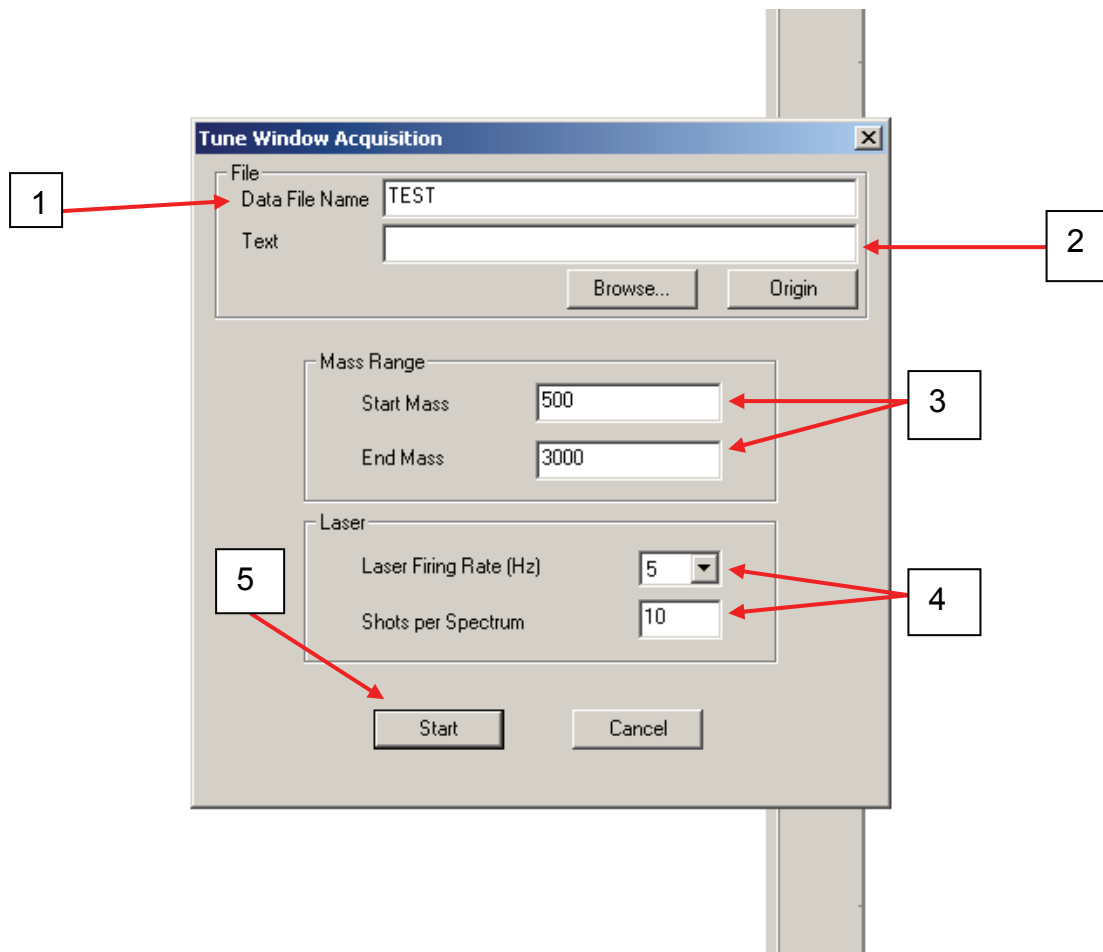 Tune Window Acquisition
File
1
Data File Name TEST
Text
2
Browse... Origin
Mass Range
Start Mass 500
3
End Mass 3000
Laser
Laser Firing Rate (Hz) 5
5
4
Shots per Spectrum 10
Start Cancel